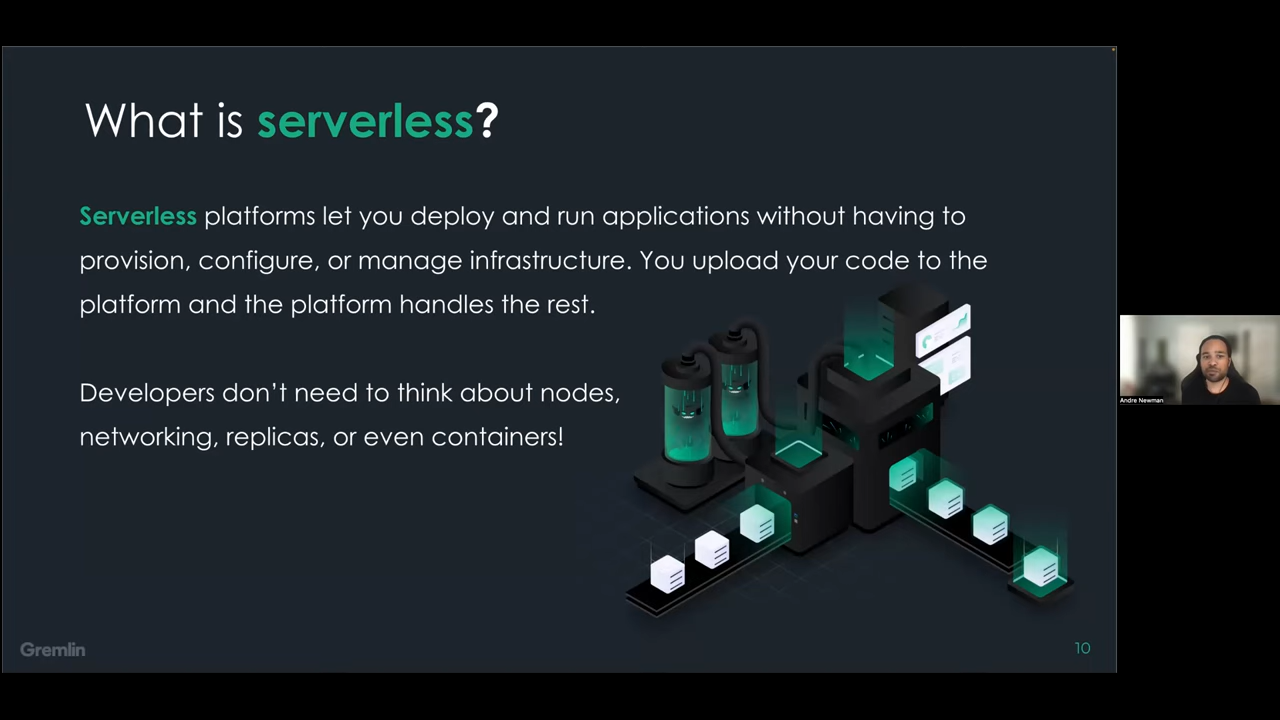 What is serverless?
Serverless platforms let you deploy and run applications without having to
provision, configure, or manage infrastructure. You upload your code to the
platform and the platform handles the rest.
Developers don’t need to think about nodes,
networking, replicas, or even containers!
Gremlin
10
Andre Newman